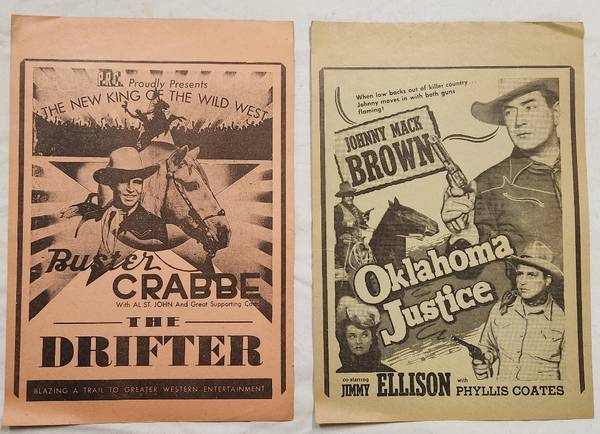 P.R.C. Proudly Presents
THE NEW KING OF THE WILD WEST
Buster
CRABBE
With AL ST. JOHN And Great Supporting Cast
THE
DRIFTER
BLAZING A TRAIL TO GREATER WESTERN ENTERTAINMENT
When law backs out of killer country...
Johnny moves in with both guns
flaming!
JOHNNY MACK
BROWN
Oklahoma
Justice
co-starring
JIMMY ELLISON with PHYLLIS COATES